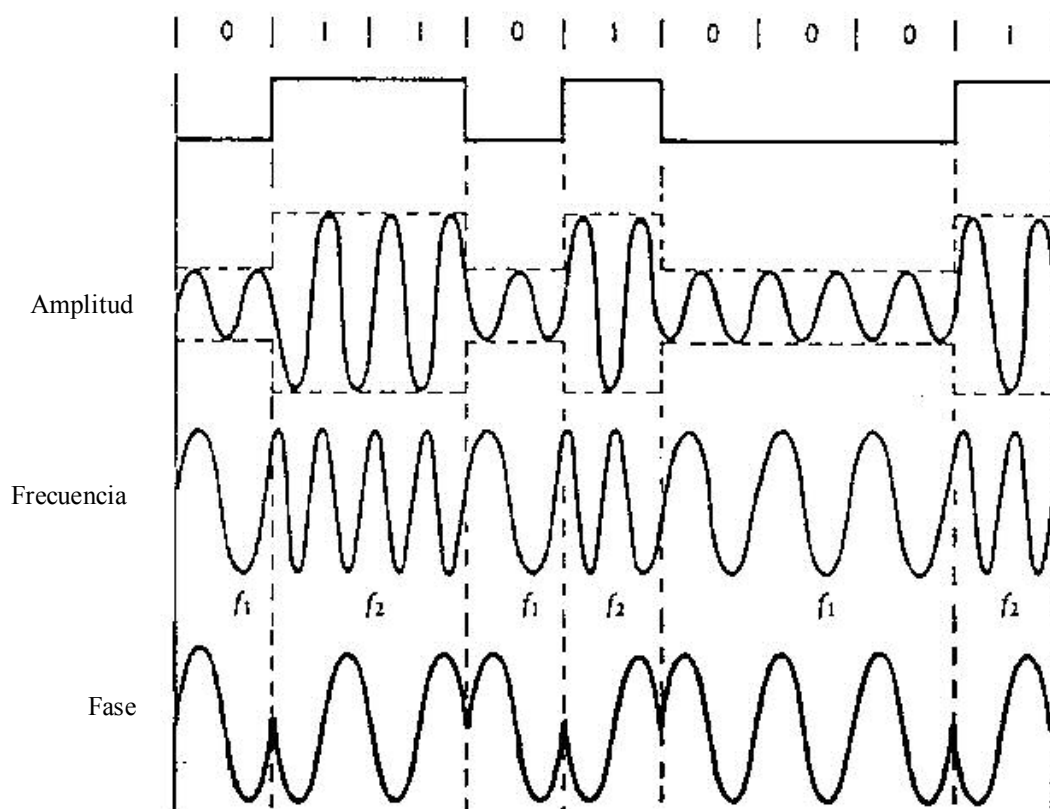 0 1 1 0 1 0 0 0 1
Amplitud
Frecuencia
f1 f2 f1 f2 f1 f2
Fase